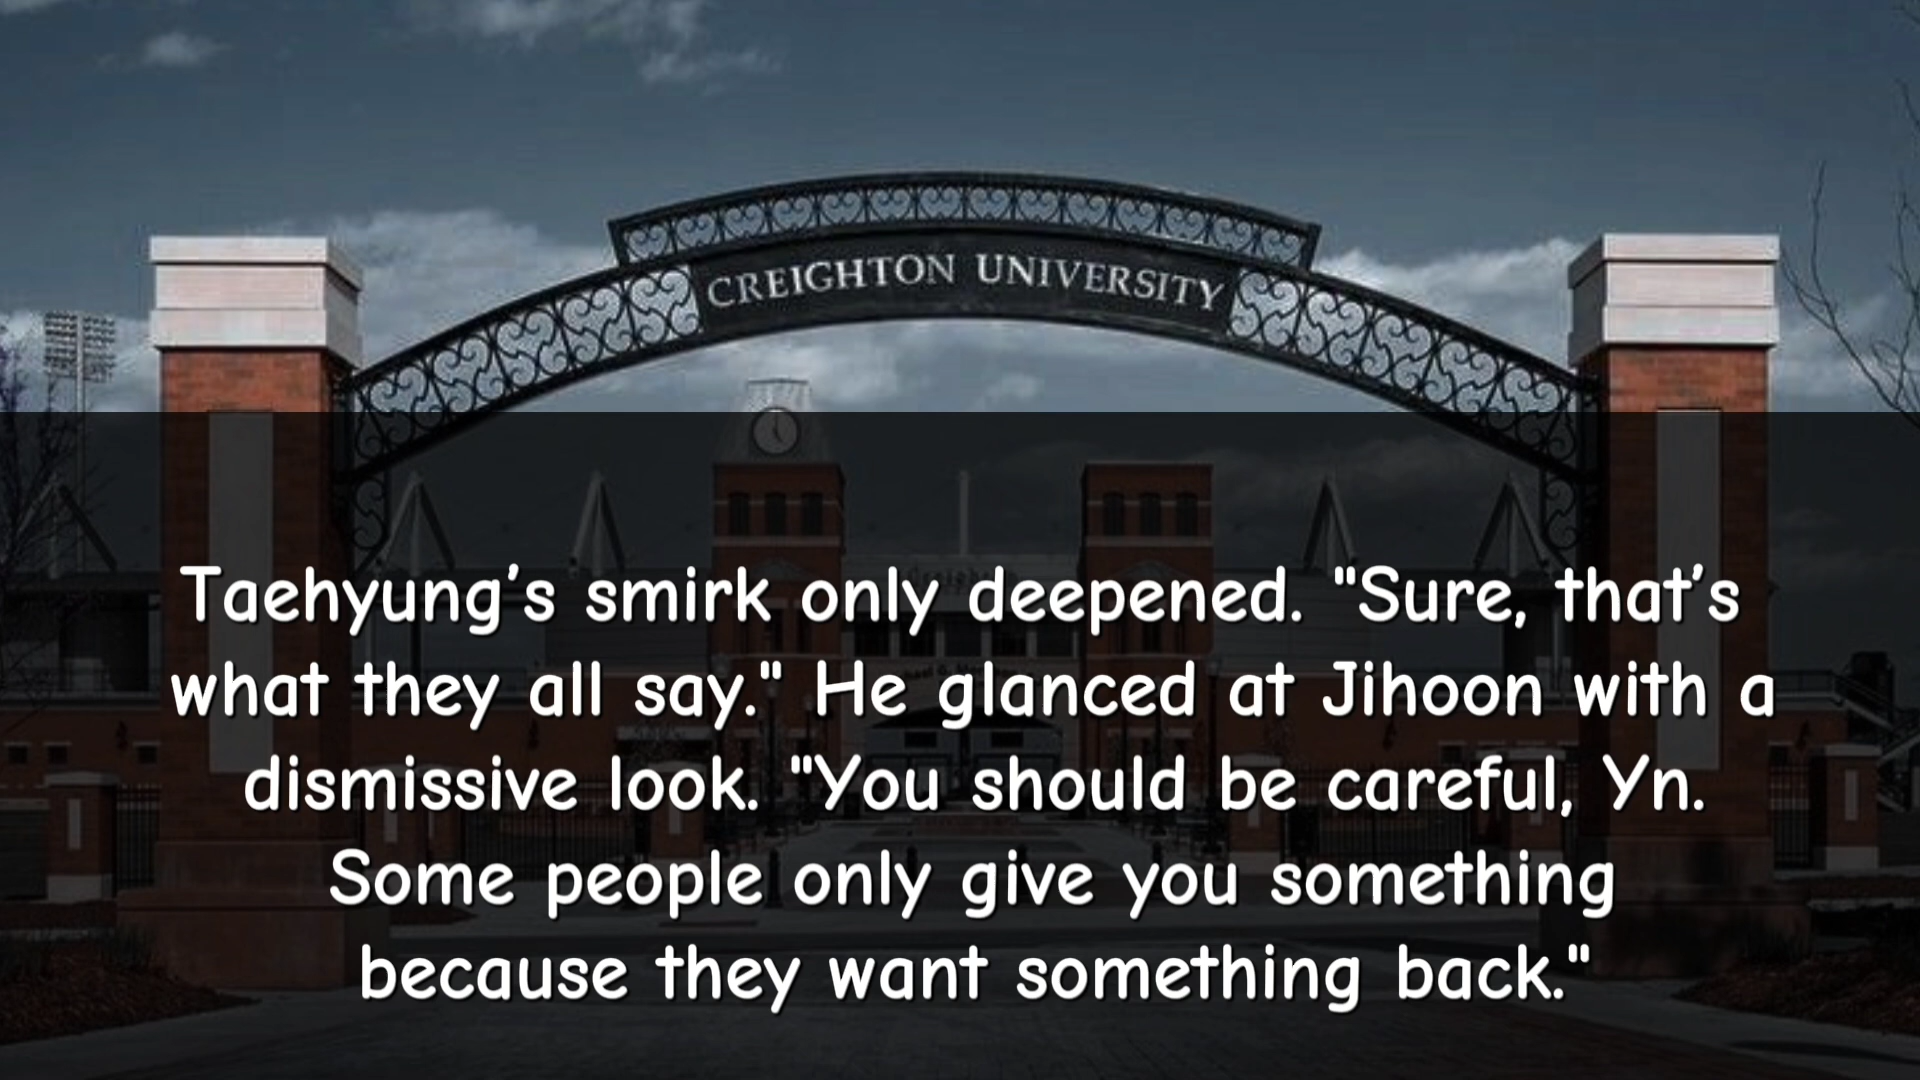 CREIGHTON UNIVERSITY
Taehyung’s smirk only deepened. "Sure, that’s
what they all say." He glanced at Jihoon with a
dismissive look. "You should be careful, Yn.
Some people only give you something
because they want something back."